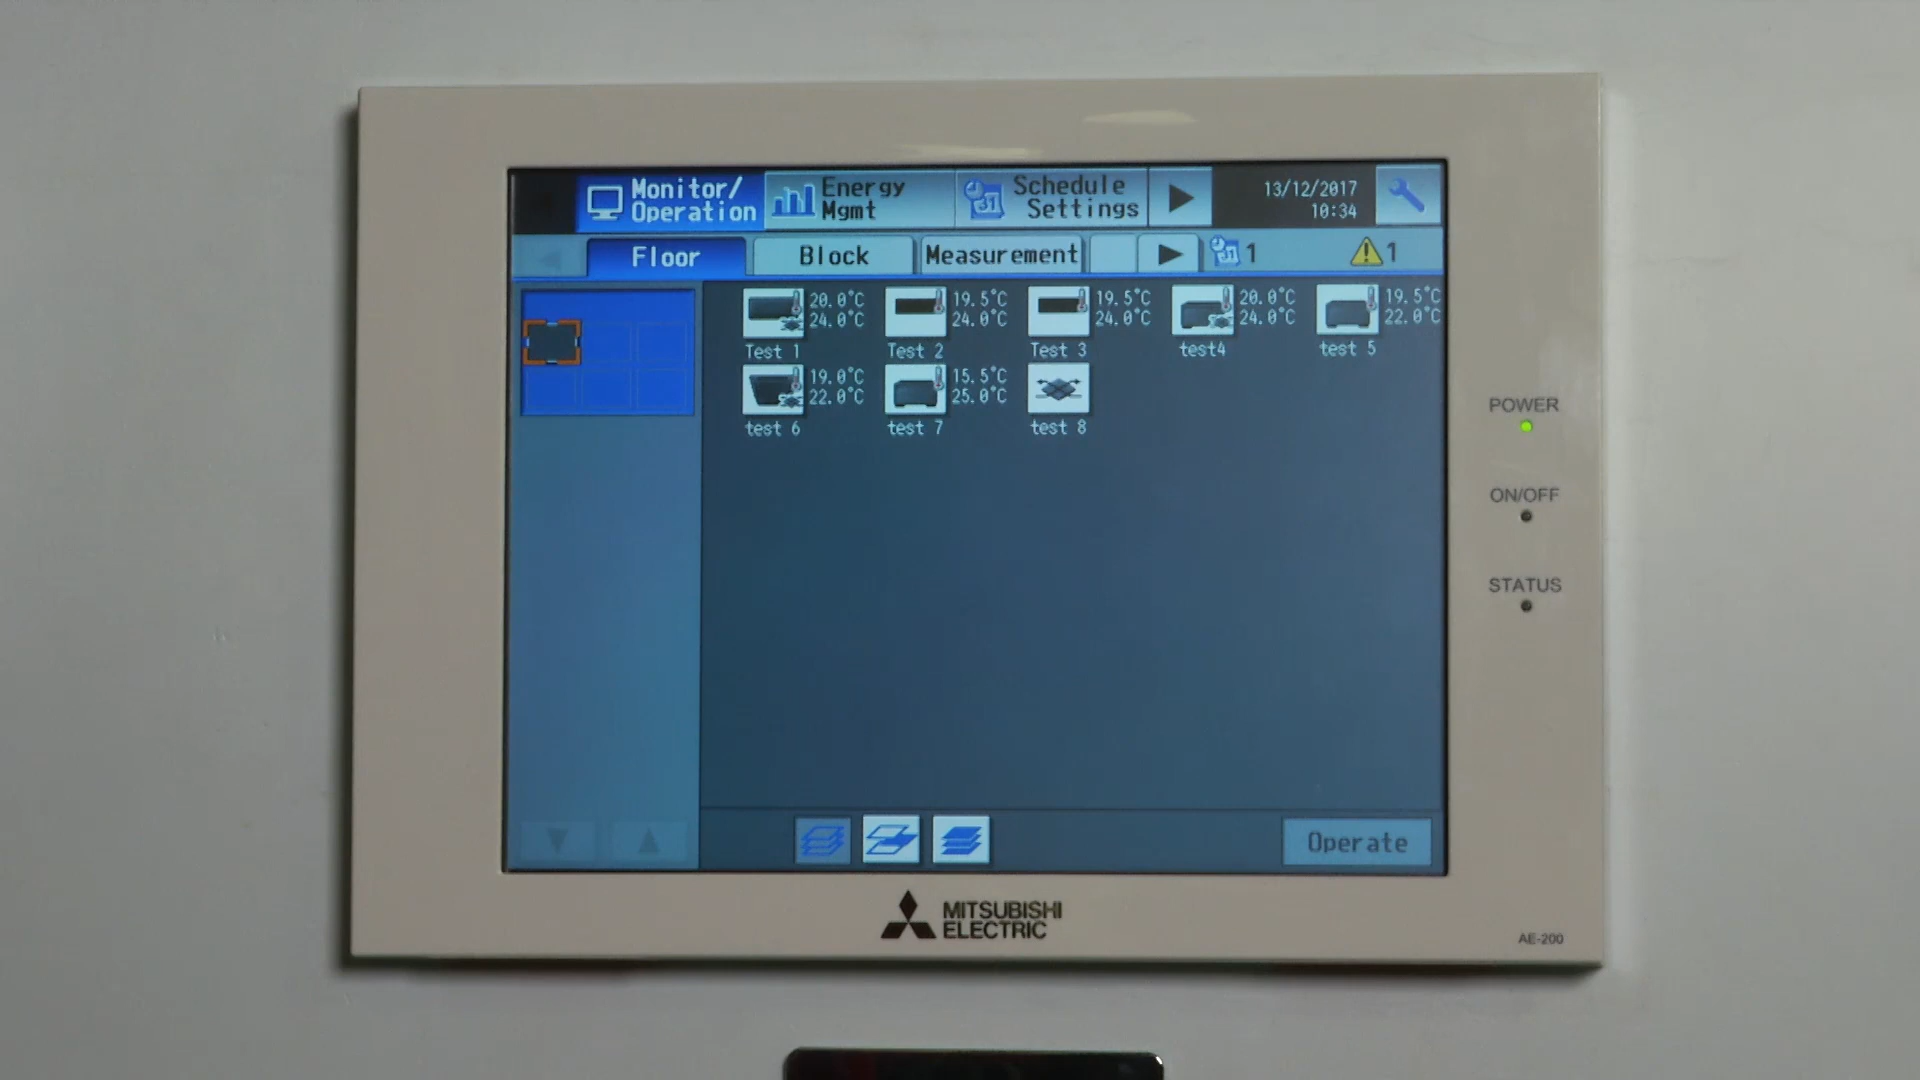 Monitor/
Operation
Energy
Mgmt
31
Schedule
Settings
13/12/2017
10:34
Floor
Block
Measurement
31
1
1
20.0°C
24.0°C
Test 1
19.5°C
24.0°C
Test 2
19.5°C
24.0°C
Test 3
20.0°C
24.0°C
test4
19.5°C
22.0°C
test 5
19.0°C
22.0°C
test 6
15.5°C
25.0°C
test 7
test 8
Operate
POWER
ON/OFF
STATUS
MITSUBISHI
ELECTRIC
AE-200